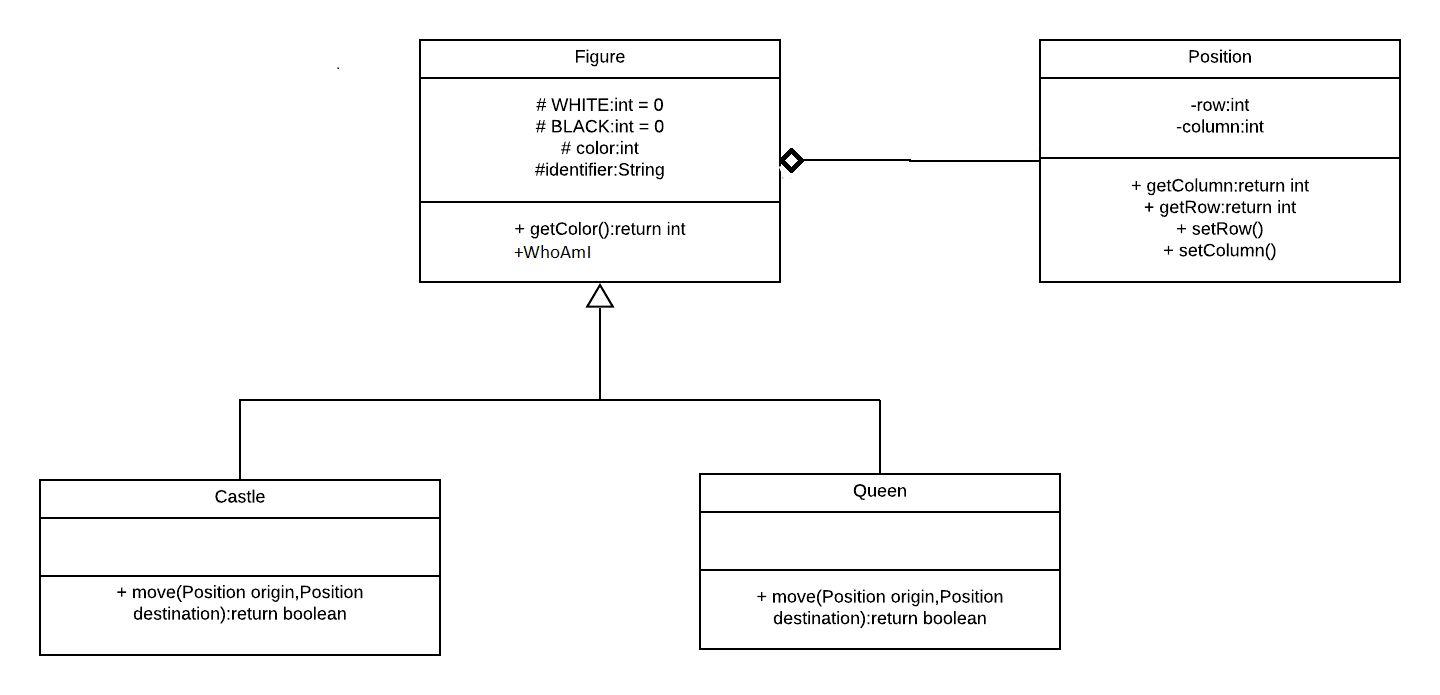 Figure
# WHITE:int = 0
# BLACK:int = 0
# color:int
#identifier:String
+ getColor():return int
+WhoAmI
Position
-row:int
-column:int
+ getColumn:return int
+ getRow:return int
+ setRow()
+ setColumn()
Castle
+ move(Position origin,Position
destination):return boolean
Queen
+ move(Position origin,Position
destination):return boolean